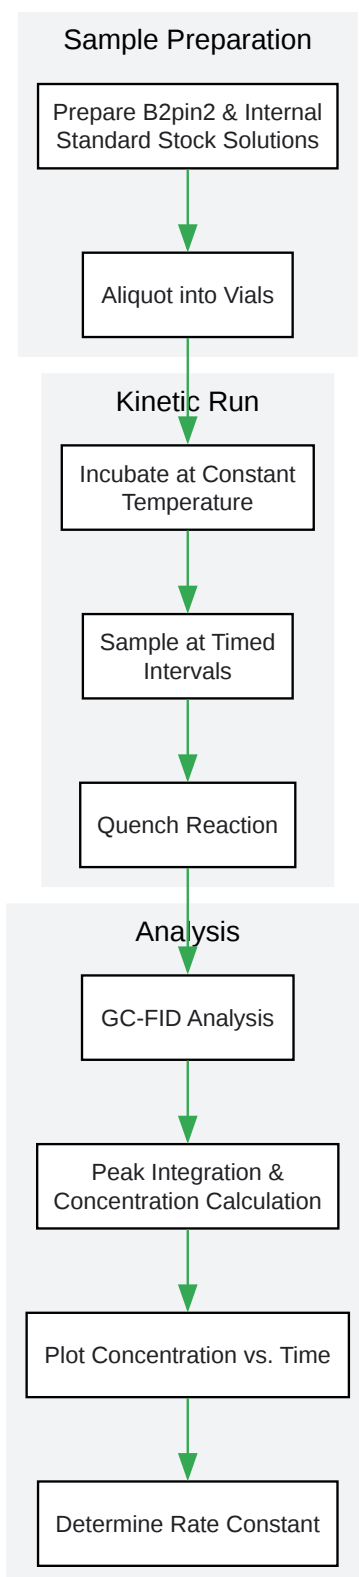 Sample Preparation
Prepare B2pin2 & Internal
Standard Stock Solutions
Aliquot into Vials
Kinetic Run
Incubate at Constant
Temperature
Sample at Timed
Intervals
Quench Reaction
Analysis
GC-FID Analysis
Peak Integration &
Concentration Calculation
Plot Concentration vs. Time
Determine Rate Constant